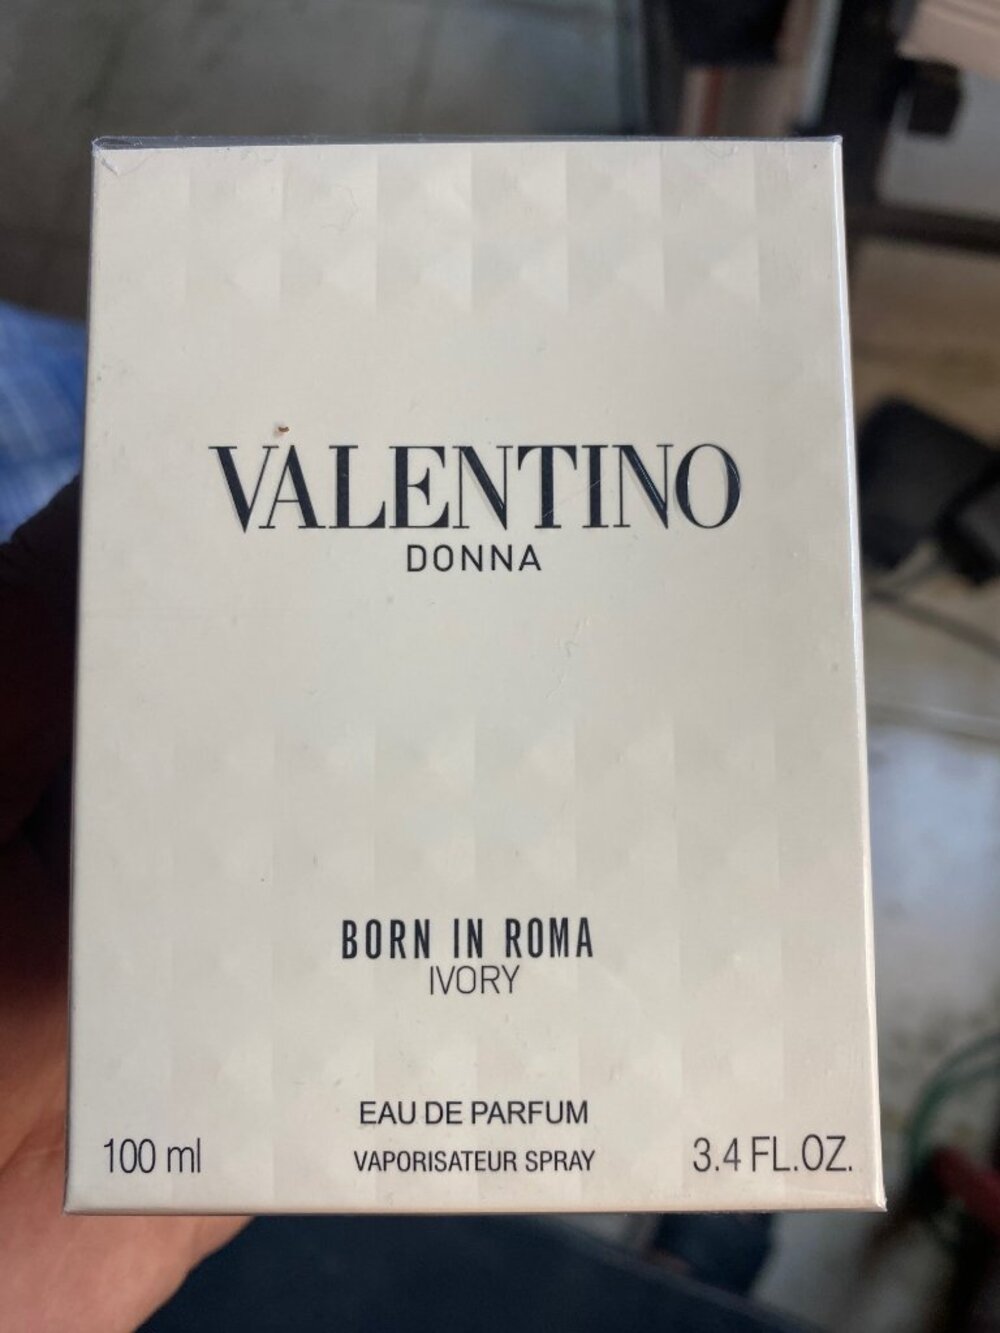 VALENTINO
DONNA
BORN IN ROMA
IVORY
EAU DE PARFUM
100 ml VAPORISATEUR SPRAY 3.4 FL.OZ.